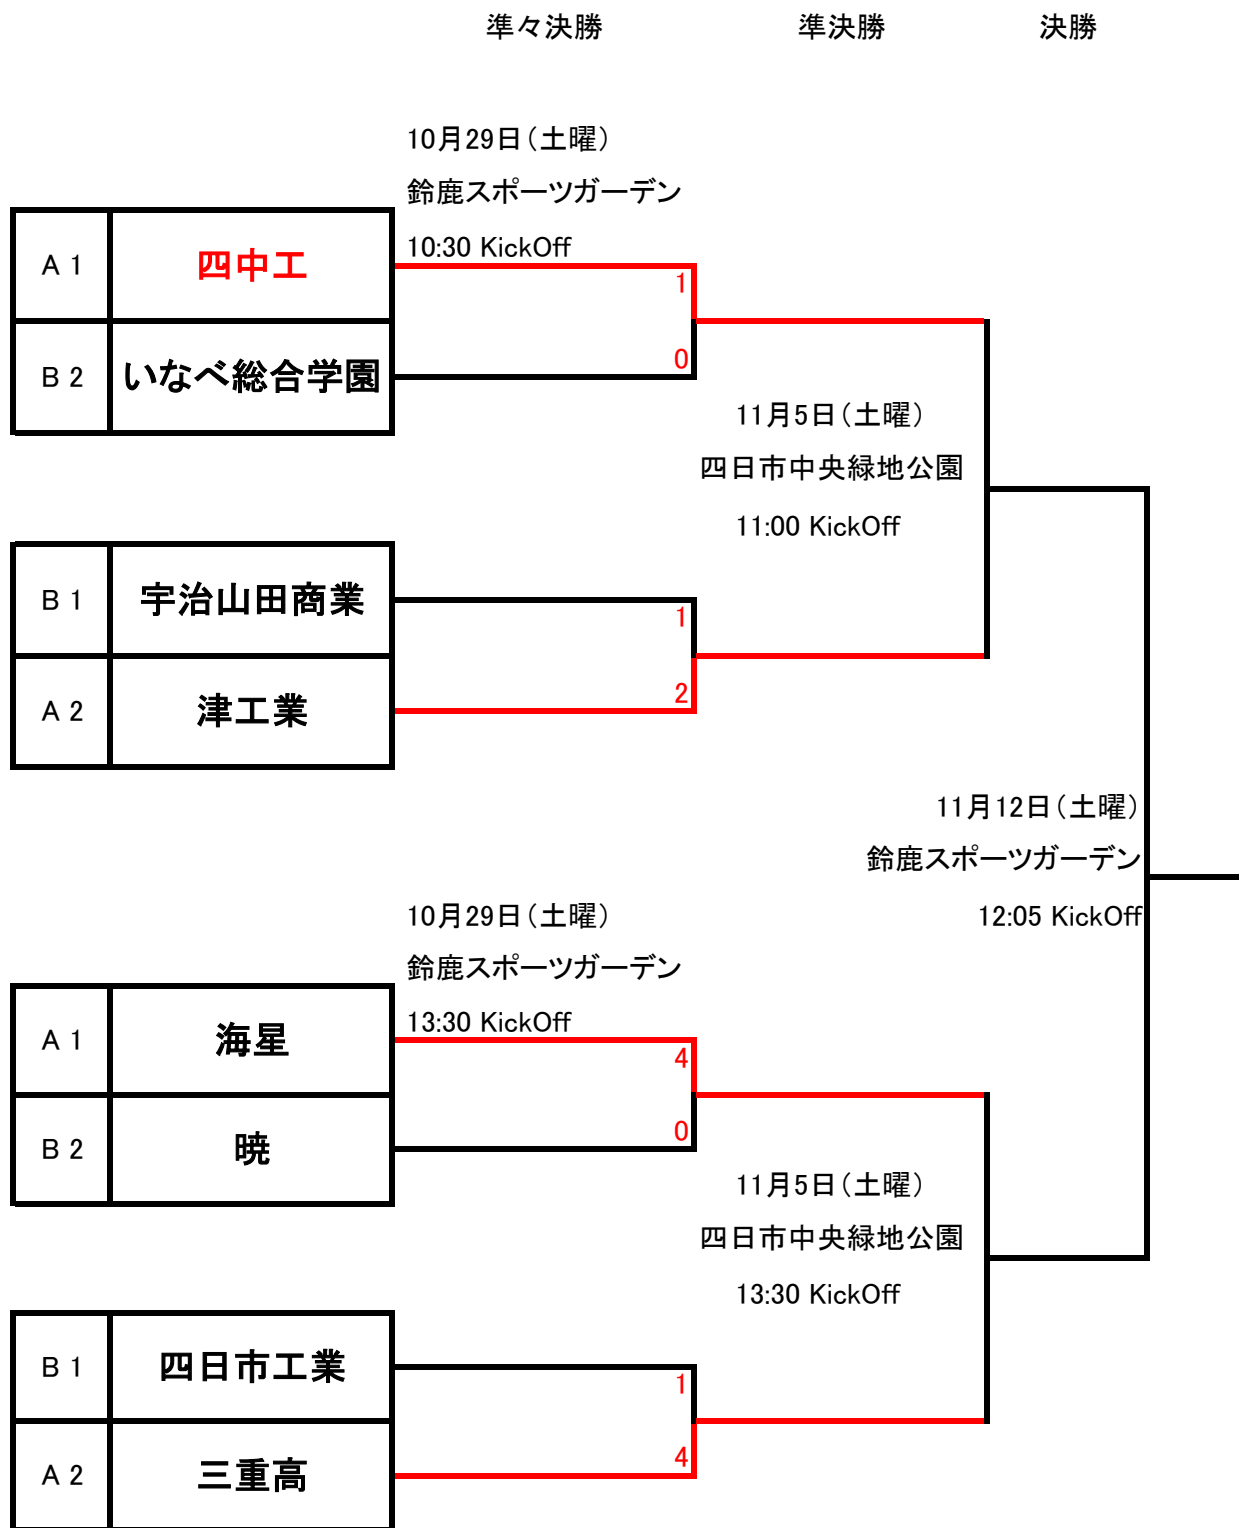 準々決勝 準決勝 決勝
10月29日（土曜）
鈴鹿スポーツガーデン
10:30 KickOff
A 1 四中工
1
B 2 いなべ総合学園
0
11月5日（土曜）
四日市中央緑地公園
11:00 KickOff
B 1 宇治山田商業
1
A 2 津工業
2
11月12日（土曜）
鈴鹿スポーツガーデン
12:05 KickOff
10月29日（土曜）
鈴鹿スポーツガーデン
13:30 KickOff
A 1 海星
4
B 2 暁
0
11月5日（土曜）
四日市中央緑地公園
13:30 KickOff
B 1 四日市工業
1
A 2 三重高
4